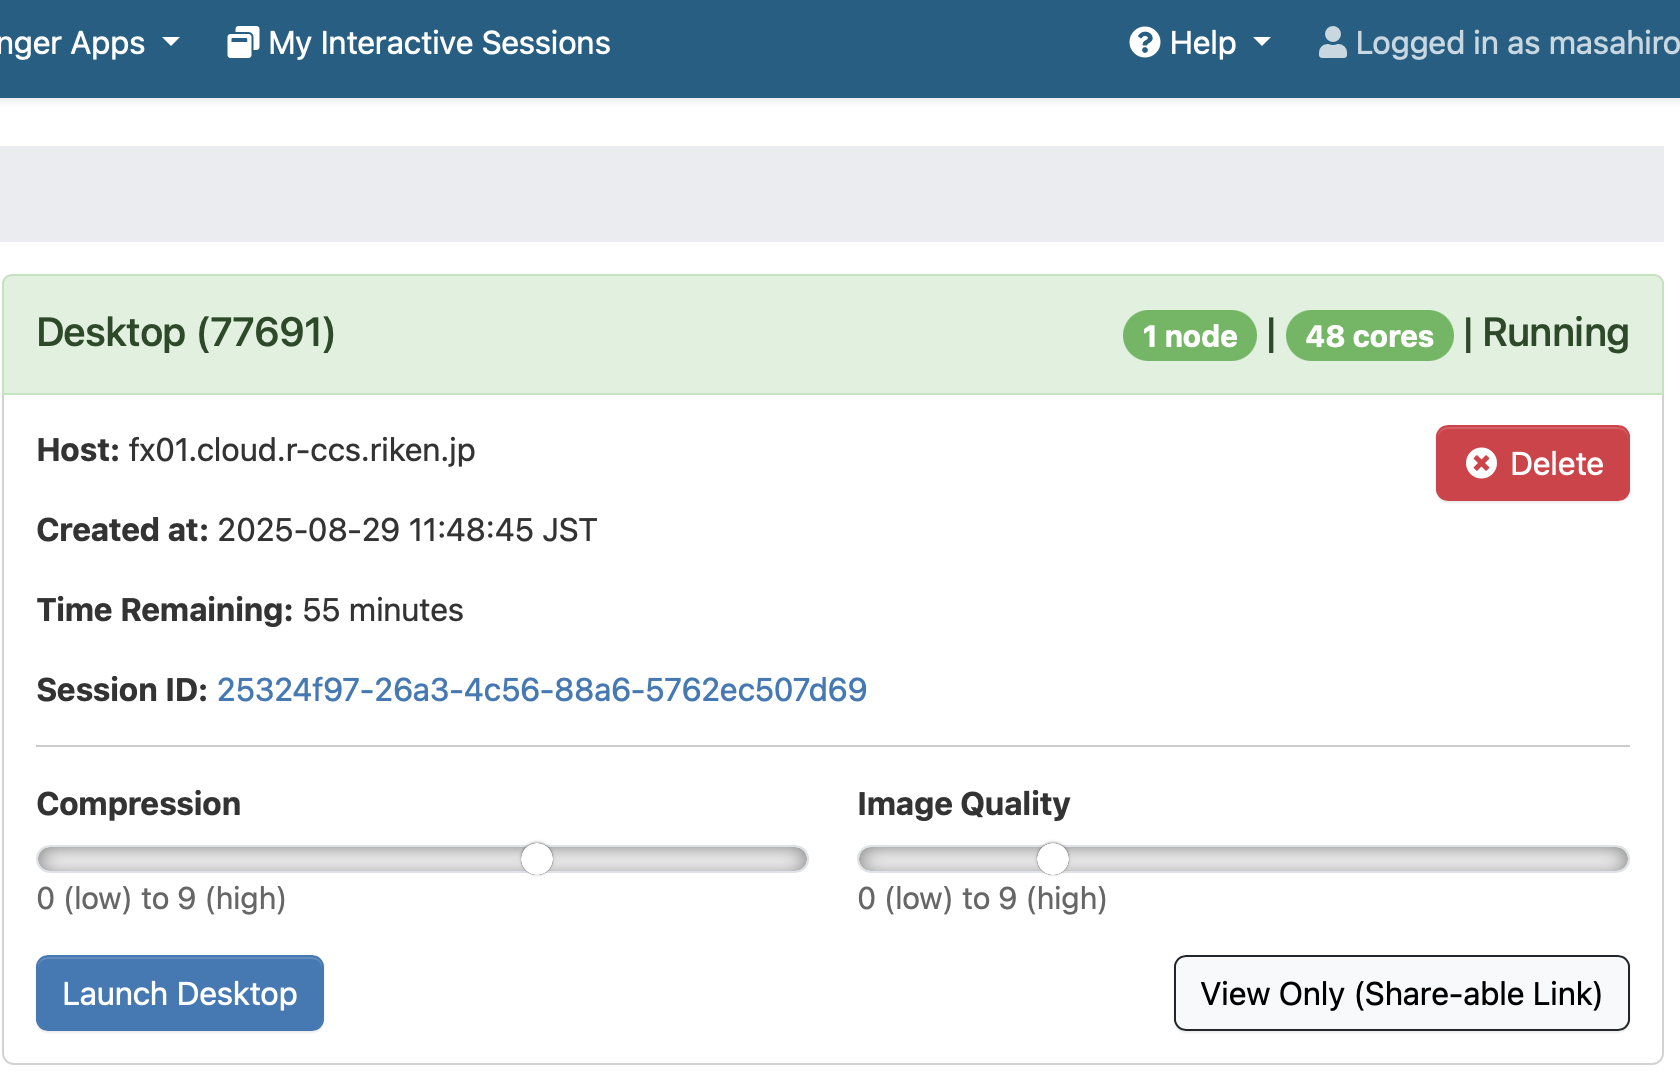 nger Apps My Interactive Sessions Help Logged in as masahiro
Desktop (77691) 1 node | 48 cores | Running
Host: fx01.cloud.r-ccs.riken.jp
Delete
Created at: 2025-08-29 11:48:45 JST
Time Remaining: 55 minutes
Session ID: 25324f97-26a3-4c56-88a6-5762ec507d69
Compression
0 (low) to 9 (high)
Image Quality
0 (low) to 9 (high)
Launch Desktop
View Only (Share-able Link)